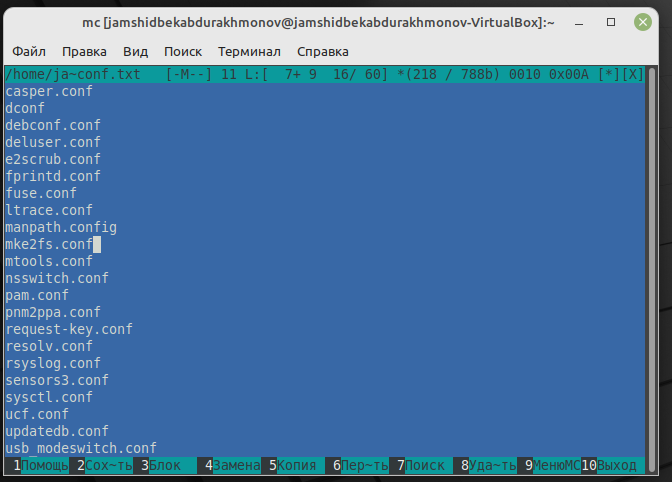 mc [jamshidbekabdurakhmonov@jamshidbekabdurakhmonov-VirtualBox]:~
Файл Правка Вид Поиск Терминал Справка
/home/ja~conf.txt [-M--] 11 L:[ 7+ 9 16/ 60] *(218 / 788b) 0010 0x00A [*][X]
casper.conf
dconf
debconf.conf
deluser.conf
e2scrub.conf
fprintd.conf
fuse.conf
ltrace.conf
manpath.config
mke2fs.conf
mtools.conf
nsswitch.conf
pam.conf
pnm2ppa.conf
request-key.conf
resolv.conf
rsyslog.conf
sensors3.conf
sysctl.conf
ucf.conf
updatedb.conf
usb_modeswitch.conf
1Помощь 2Сох~ть 3Блок 4Замена 5Копия 6Пер~ть 7Поиск 8Уда~ть 9МенюMC 10Выход